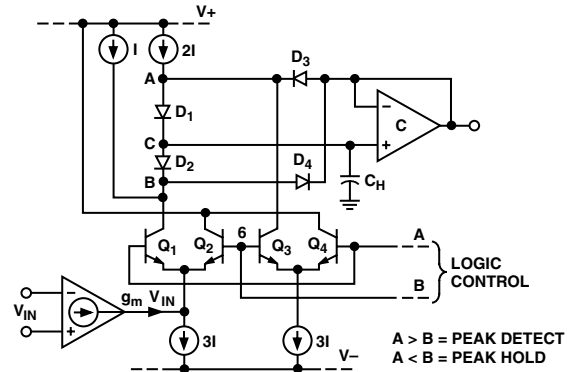 V+
I
2I
A
D3
D1
C
D2
D4
B
−
+
C
CH
Q1
Q2
6
Q3
Q4
A
B
LOGIC
CONTROL
VIN
−
+
gm
VIN
3I
3I
V−
A > B = PEAK DETECT
A < B = PEAK HOLD